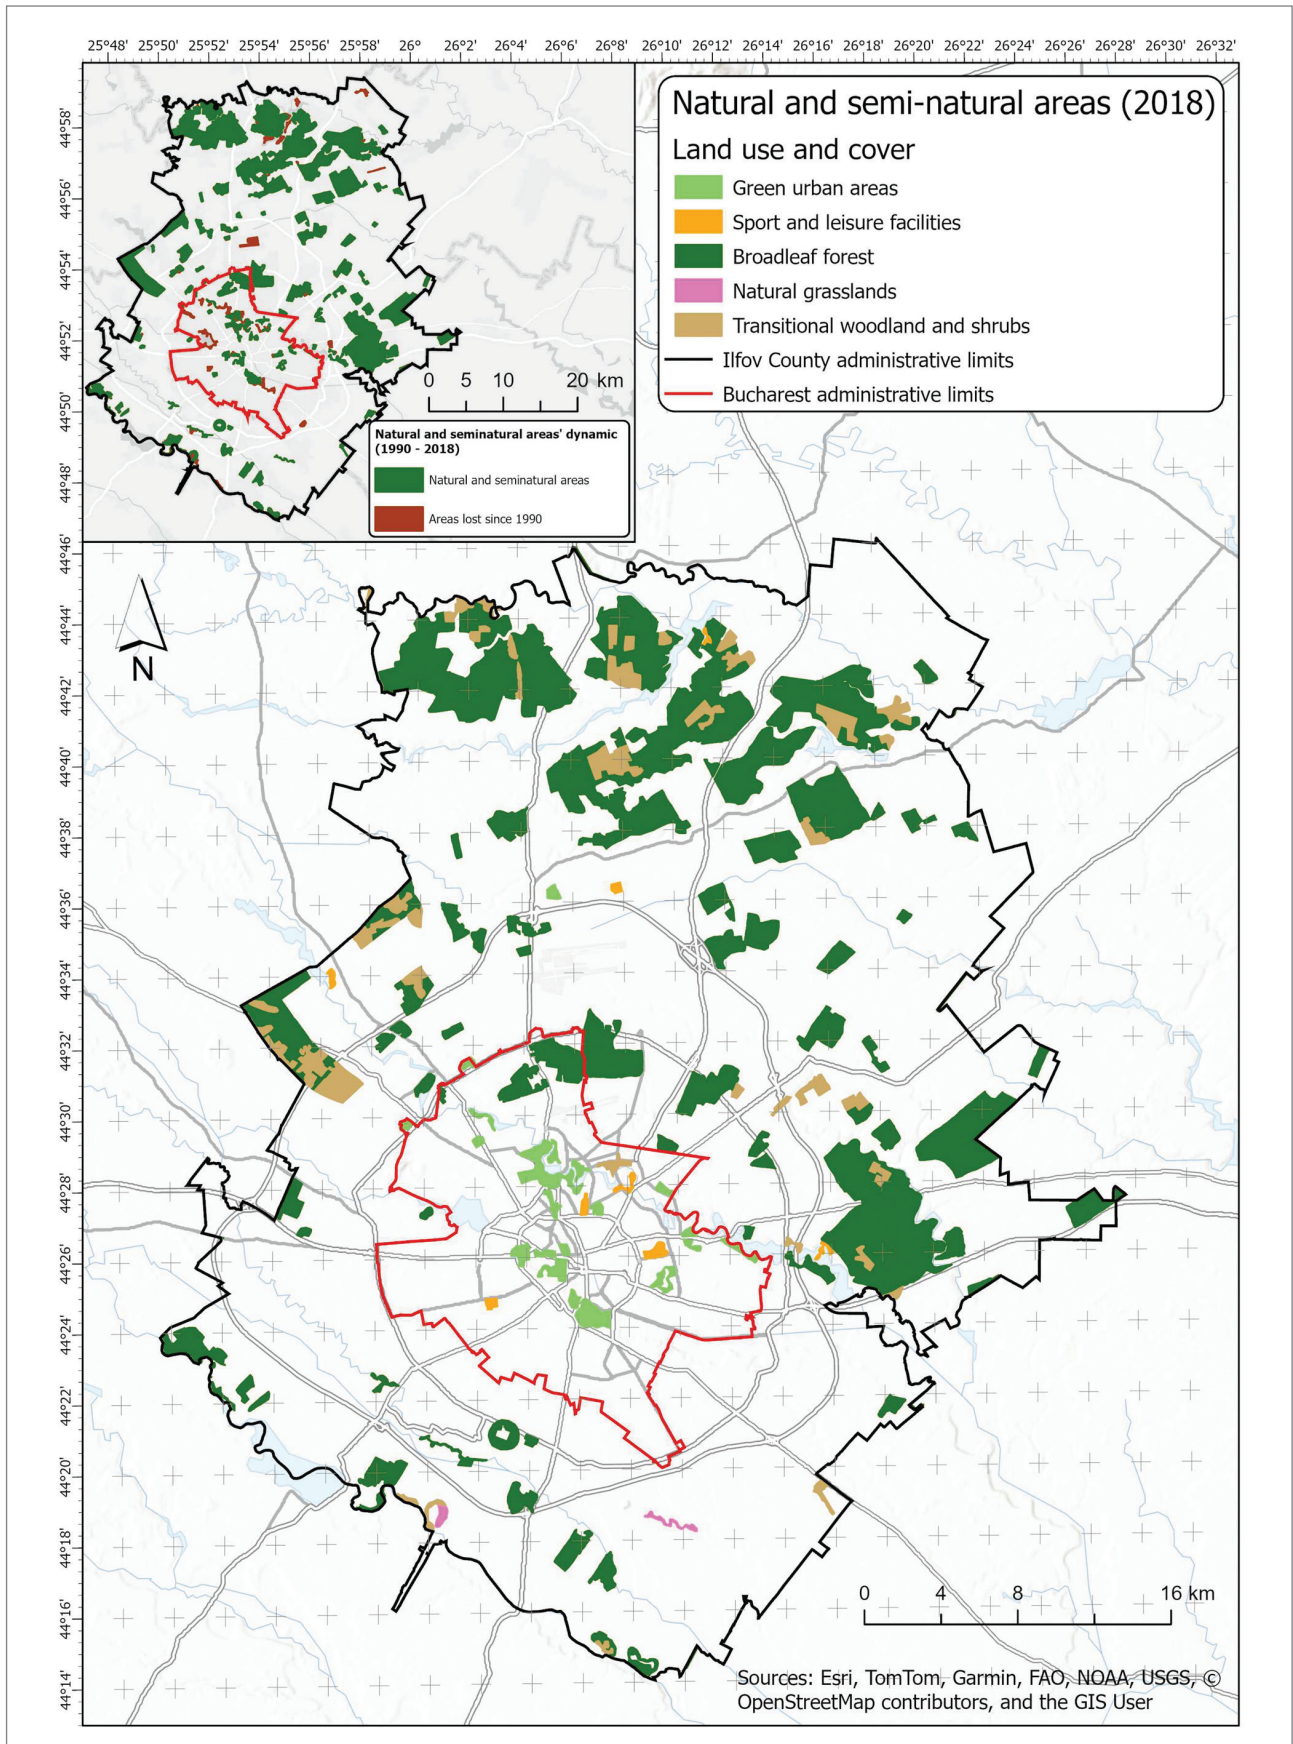 25°48' 25°50' 25°52' 25°54' 25°56' 25°58' 26° 26°2' 26°4' 26°6' 26°8' 26°10' 26°12' 26°14' 26°16' 26°18' 26°20' 26°22' 26°24' 26°26' 26°28' 26°30' 26°32'
Natural and semi-natural areas (2018)
Land use and cover
Green urban areas
Sport and leisure facilities
Broadleaf forest
Natural grasslands
Transitional woodland and shrubs
Ilfov County administrative limits
Bucharest administrative limits
0 5 10 20 km
Natural and seminatural areas' dynamic
(1990 - 2018)
Natural and seminatural areas
Areas lost since 1990
44°58'
44°56'
44°54'
44°52'
44°50'
44°48'
44°46'
44°44'
44°42'
44°40'
44°38'
44°36'
44°34'
44°32'
44°30'
44°28'
44°26'
44°24'
44°22'
44°20'
44°18'
44°16'
44°14'
N
0 4 8 16 km
Sources: Esri, TomTom, Garmin, FAO, NOAA, USGS, ©
OpenStreetMap contributors, and the GIS User